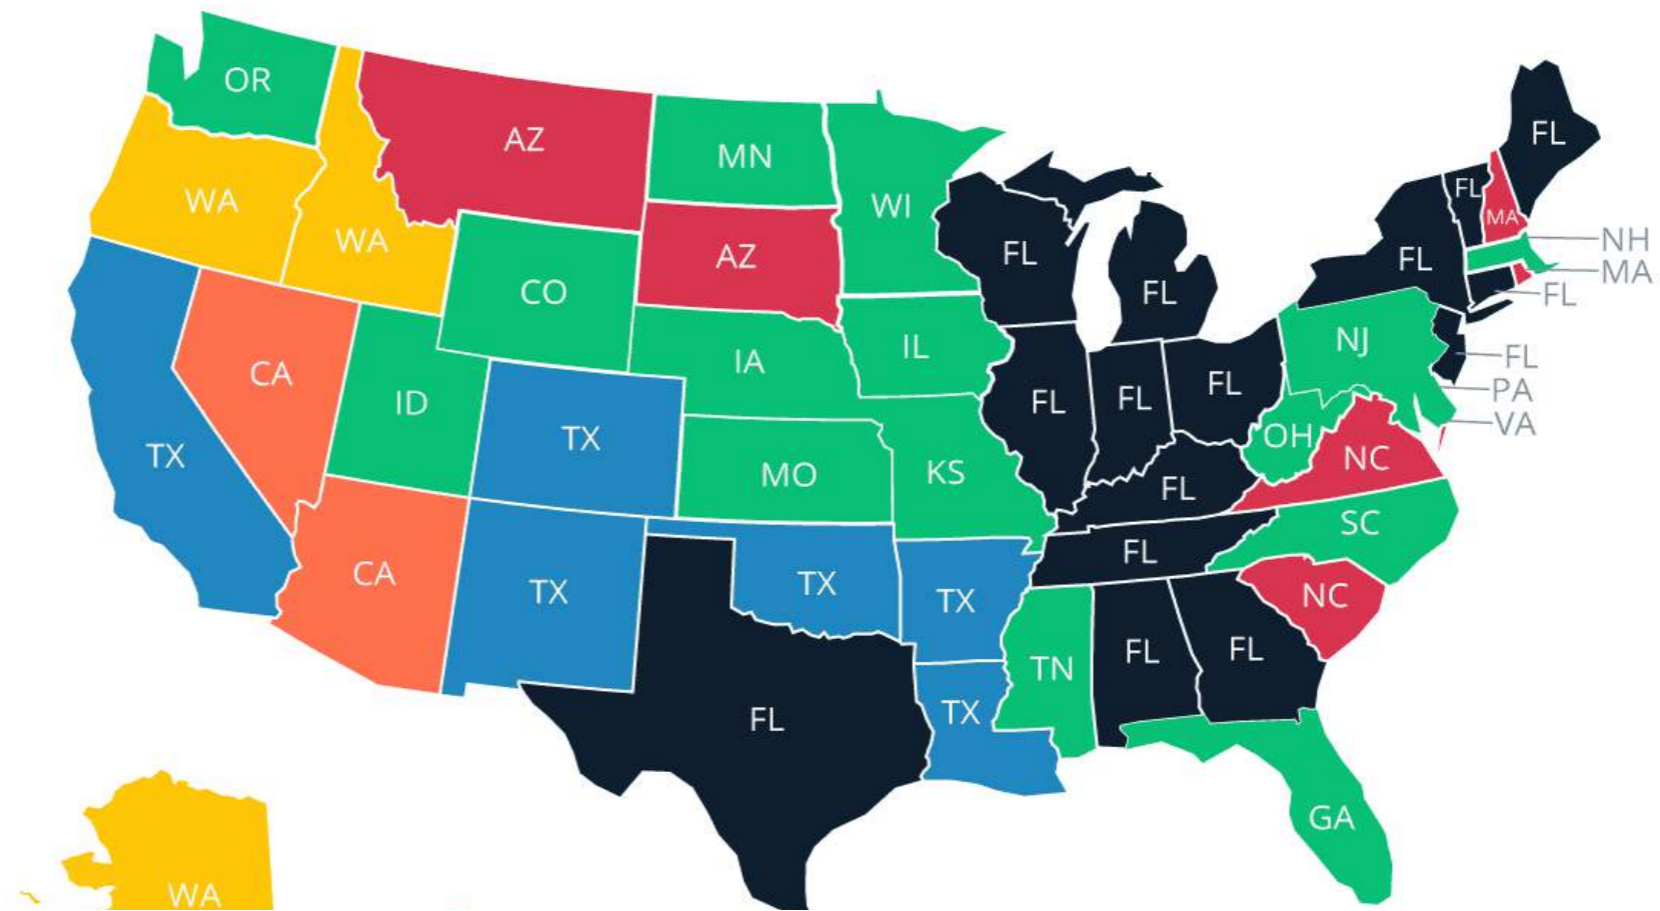 OR
AZ
MN
WA
WI
WA
AZ
CO
FL
FL
FL
FL
MA
FL
NH
MA
FL
CA
ID
IA
IL
FL
FL
FL
NJ
FL
PA
VA
TX
TX
MO
KS
FL
OH
NC
SC
CA
TX
TX
TX
FL
NC
TN
FL
FL
FL
TX
GA
WA